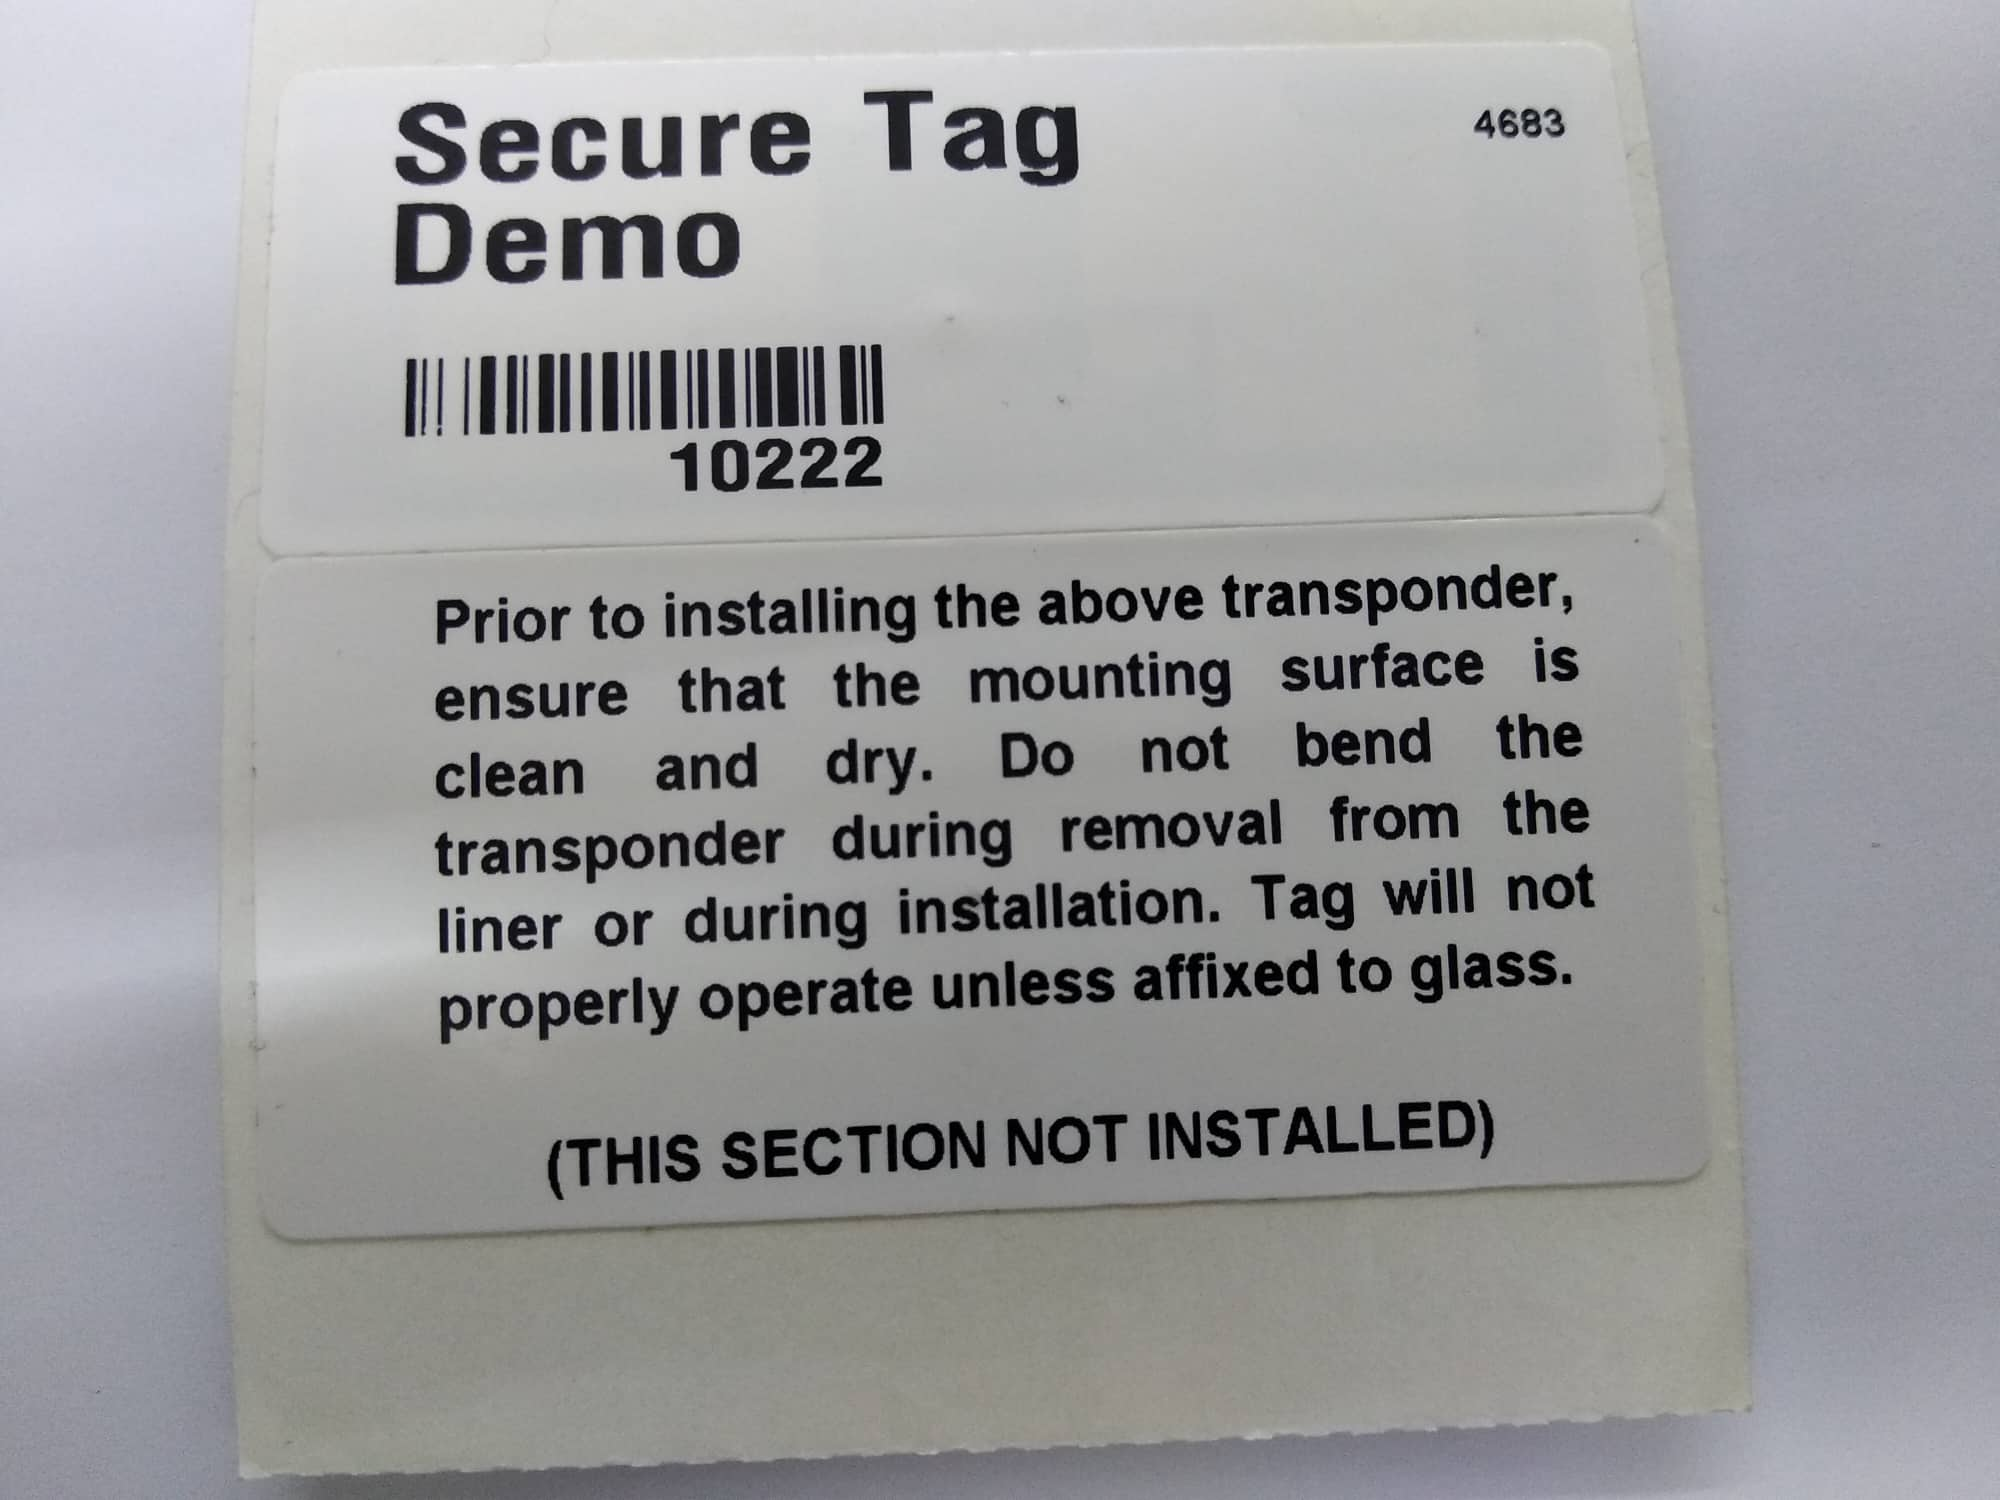 Secure Tag
Demo
4683
10222
Prior to installing the above transponder,
ensure that the mounting surface is
clean and dry. Do not bend the
transponder during removal from the
liner or during installation. Tag will not
properly operate unless affixed to glass.
(THIS SECTION NOT INSTALLED)